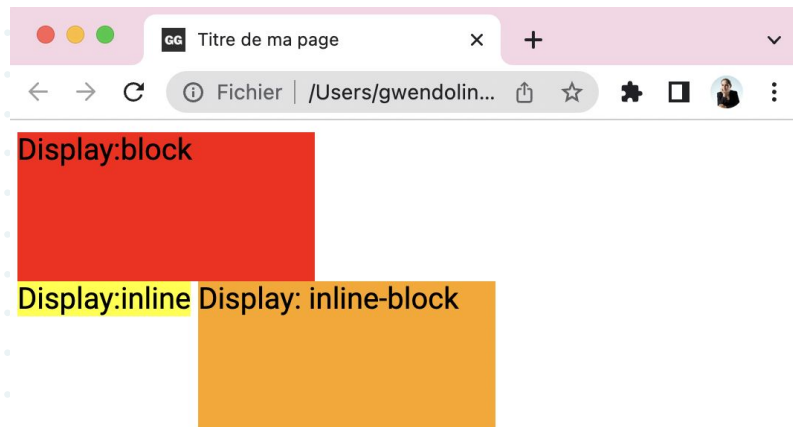 GG Titre de ma page
Fichier | /Users/gwendolin...
Display:block
Display:inline Display: inline-block